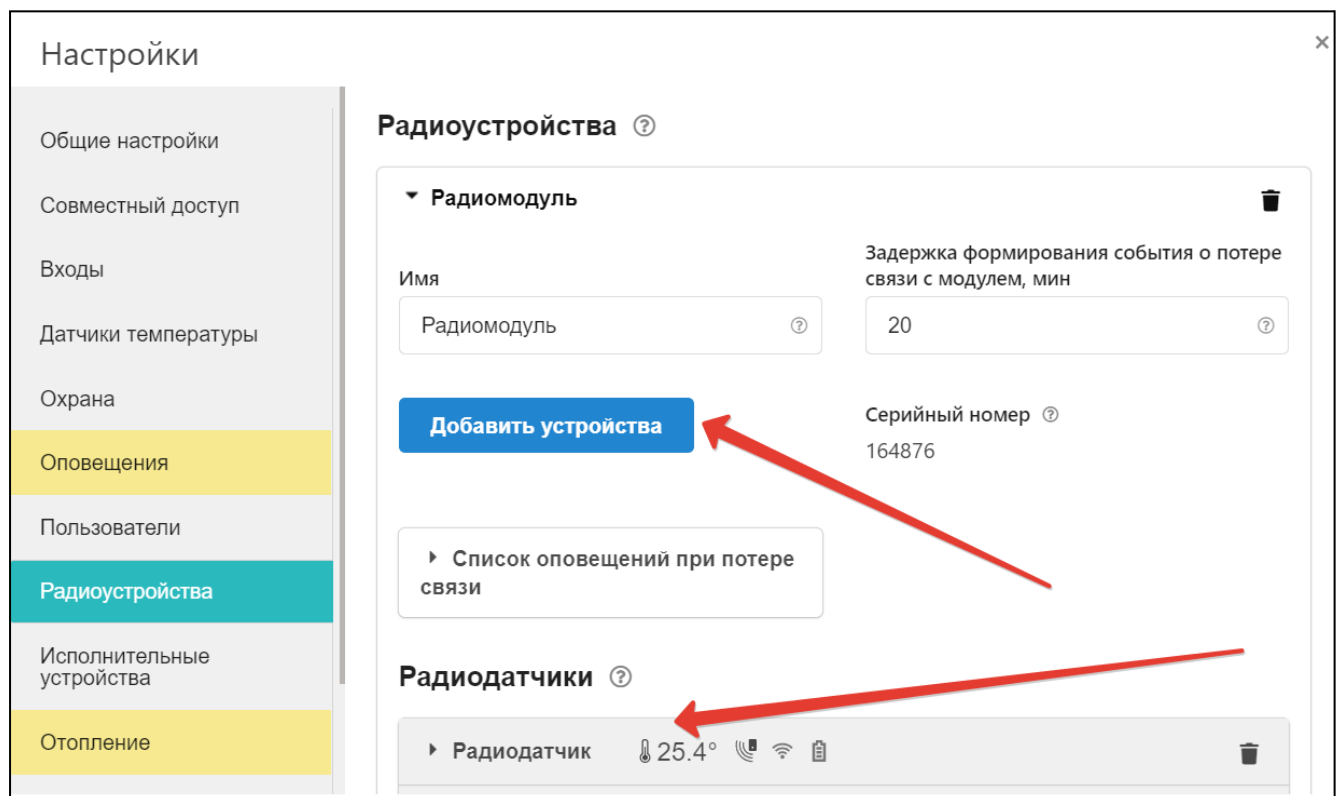 Настройки
Общие настройки
Совместный доступ
Входы
Датчики температуры
Охрана
Оповещения
Пользователи
Радиоустройства
Исполнительные
устройства
Отопление
Радиоустройства
Радиомодуль
Имя
Радиомодуль
Задержка формирования события о потере
связи с модулем, мин
20
Добавить устройства
Серийный номер
164876
Список оповещений при потере
связи
Радиодатчики
Радиодатчик 25.4°